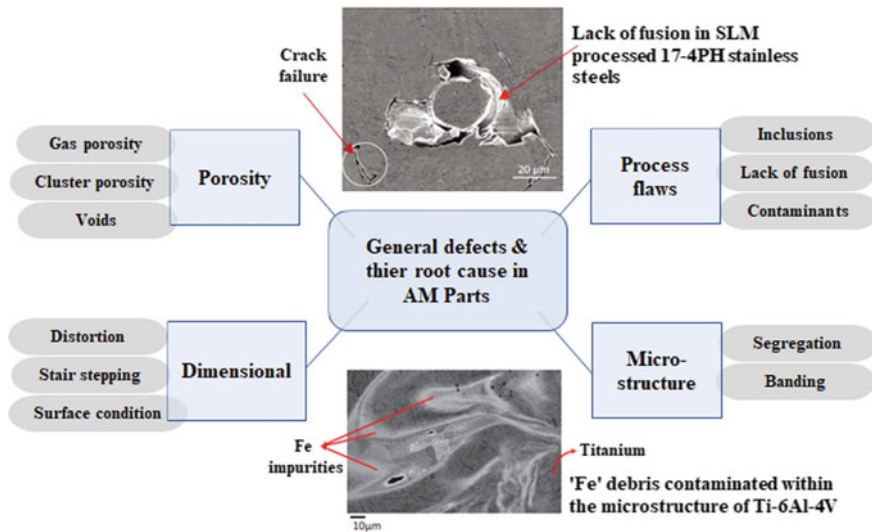 Lack of fusion in SLM
processed 17-4PH stainless
steels
Crack
failure
20 μm
Gas porosity
Cluster porosity
Voids
Porosity
Process
flaws
Inclusions
Lack of fusion
Contaminants
General defects &
thier root cause in
AM Parts
Distortion
Stair stepping
Surface condition
Dimensional
Micro-
structure
Segregation
Banding
Fe
impurities
Titanium
'Fe' debris contaminated within
the microstructure of Ti-6Al-4V
10μm